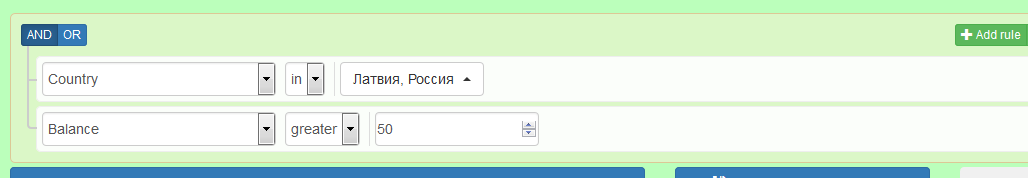 AND OR Add rule
Country in Латвия, Россия
Balance greater 50